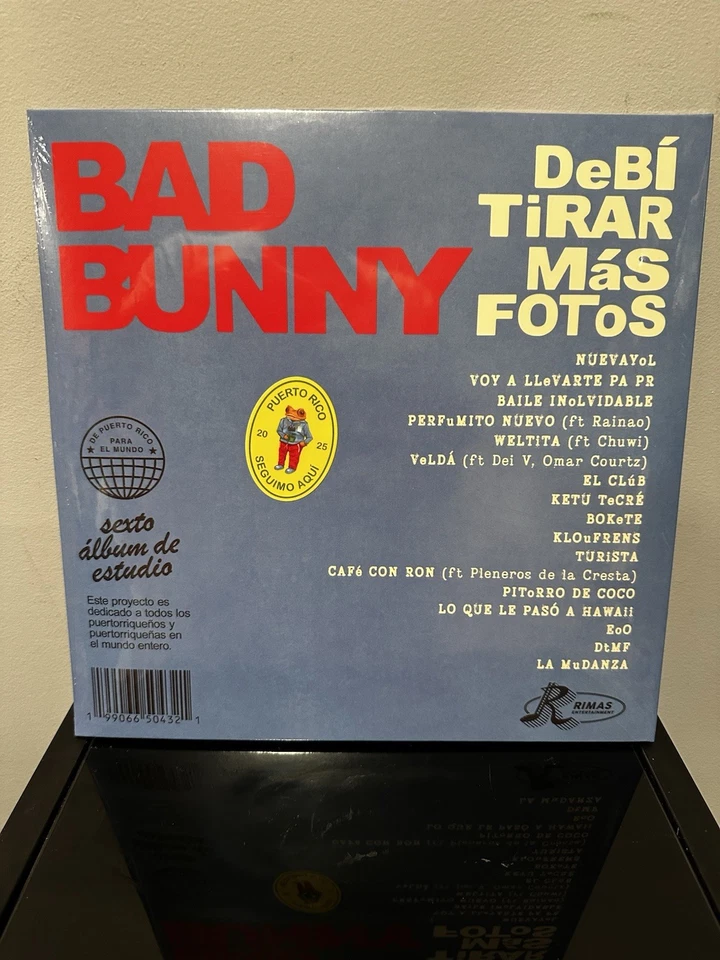 BAD
BUNNY
DeBÍ
TiRAR
MáS
FOToS
NUEVAYoL
VOY A LLeVARTE PA PR
BAILE INoLVIDABLE
PERFuMITO NUEVO (ft Rainao)
WELTiTA (ft Chuwi)
VeLDÁ (ft Dei V, Omar Courtz)
EL CLúB
KETU TeCRÉ
BOKeTE
KLOuFRENS
TURiSTA
CAFé CON RON (ft Pleneros de la Cresta)
PIToRRO DE COCO
LO QUE LE PASÓ A HAWAii
EoO
DtMF
LA MuDANZA
PUERTO RICO
20 25
SEGUIMO AQUÍ
DE PUERTO RICO
PARA
EL MUNDO
sexto
álbum de
estudio
Este proyecto es
dedicado a todos los
puertorriqueños y
puertorriqueñas en
el mundo entero.
1 99066 50432 1
R RIMAS
ENTERTAINMENT